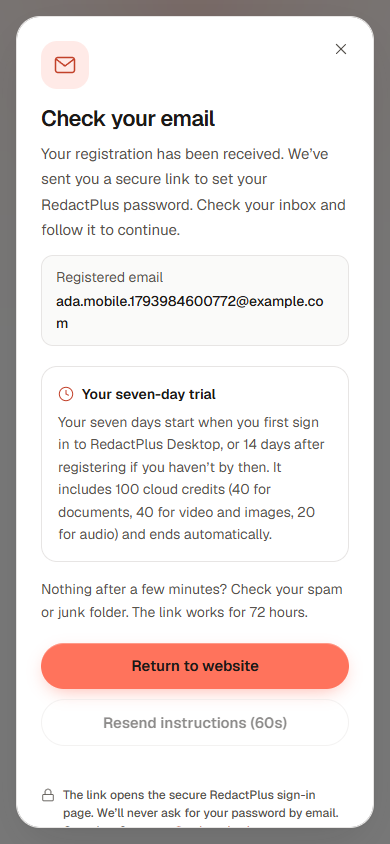 Check your email
Your registration has been received. We've
sent you a secure link to set your
RedactPlus password. Check your inbox and
follow it to continue.
Registered email
ada.mobile.1793984600772@example.co
m
Your seven-day trial
Your seven days start when you first sign
in to RedactPlus Desktop, or 14 days after
registering if you haven't by then. It
includes 100 cloud credits (40 for
documents, 40 for video and images, 20
for audio) and ends automatically.
Nothing after a few minutes? Check your spam
or junk folder. The link works for 72 hours.
Return to website
Resend instructions (60s)
The link opens the secure RedactPlus sign-in
page. We'll never ask for your password by email.